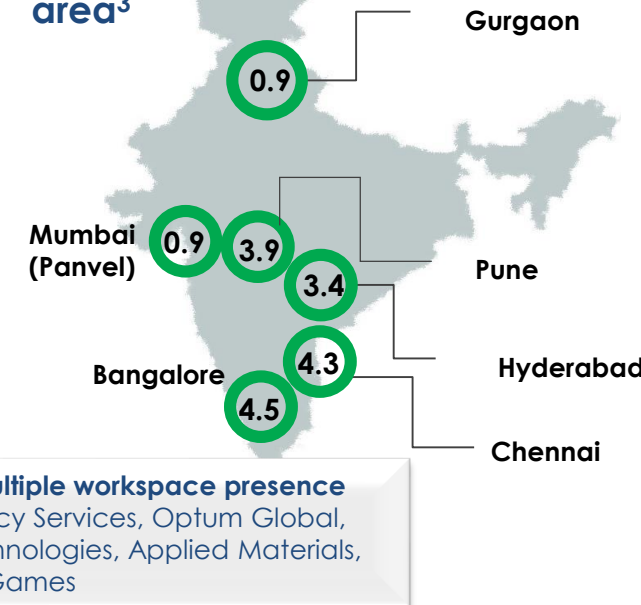 area³
Gurgaon
0.9
Mumbai
(Panvel)
0.9
3.9
Pune
3.4
Hyderabad
4.3
Bangalore
4.5
Chennai
ultiple workspace presence
cy Services, Optum Global,
hnologies, Applied Materials,
Games